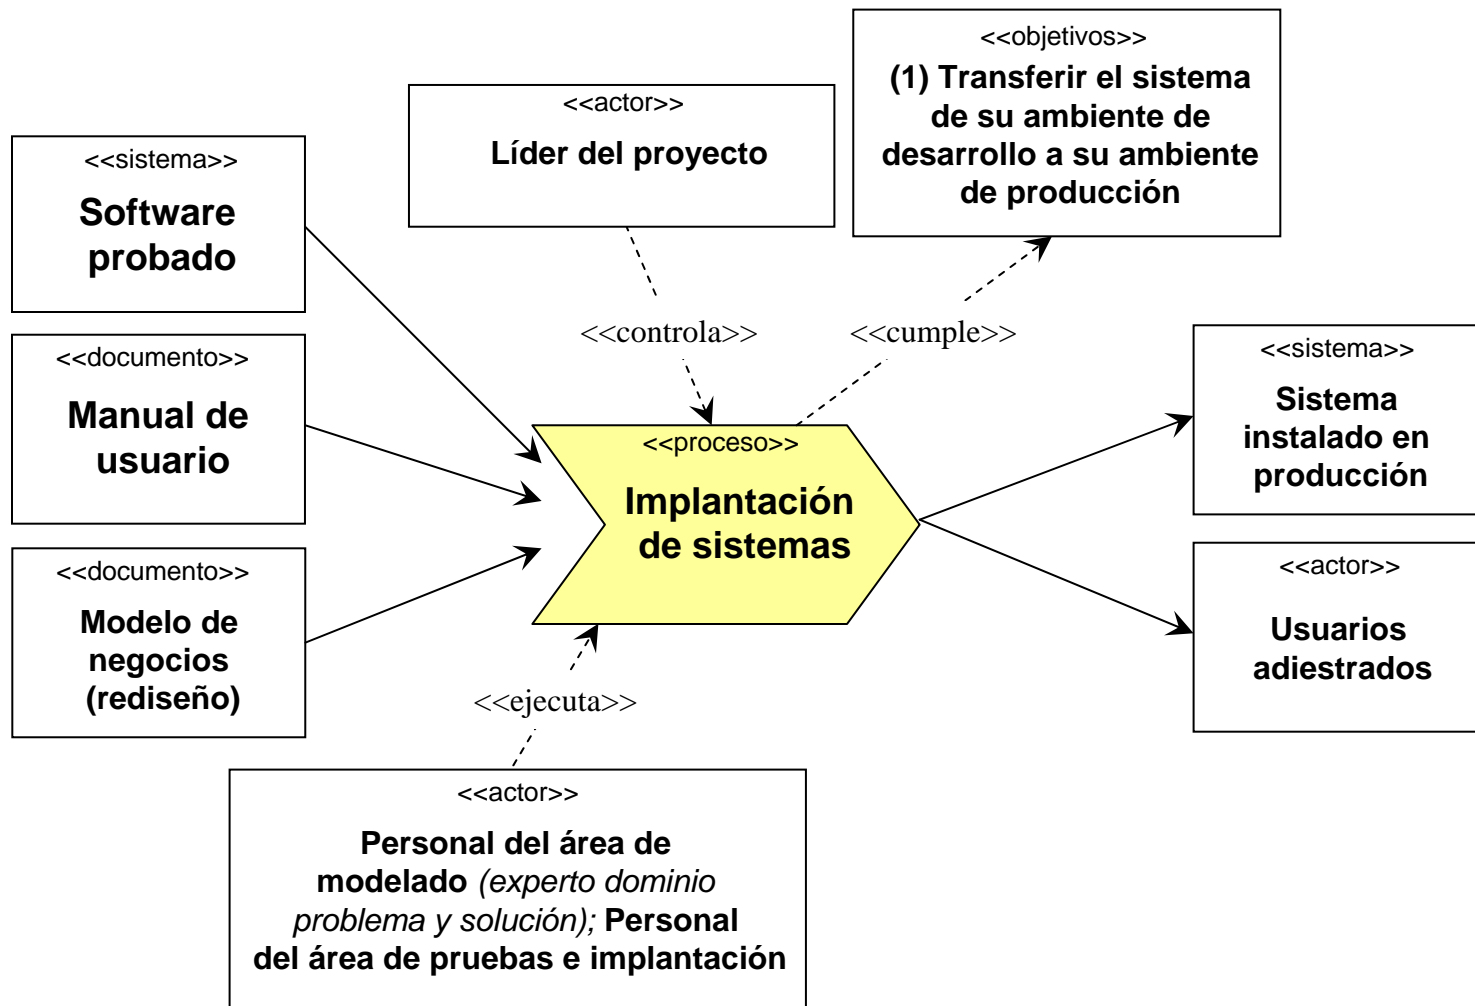 <<objetivos>>
(1) Transferir el sistema
de su ambiente de
desarrollo a su ambiente
de producción
<<actor>>
Líder del proyecto
<<sistema>>
Software
probado
<<controla>>
<<cumple>>
<<documento>>
Manual de
usuario
<<sistema>>
Sistema
instalado en
producción
<<proceso>>
Implantación
de sistemas
<<documento>>
Modelo de
negocios
(rediseño)
<<actor>>
Usuarios
adiestrados
<<ejecuta>>
<<actor>>
Personal del área de
modelado (experto dominio
problema y solución); Personal
del área de pruebas e implantación